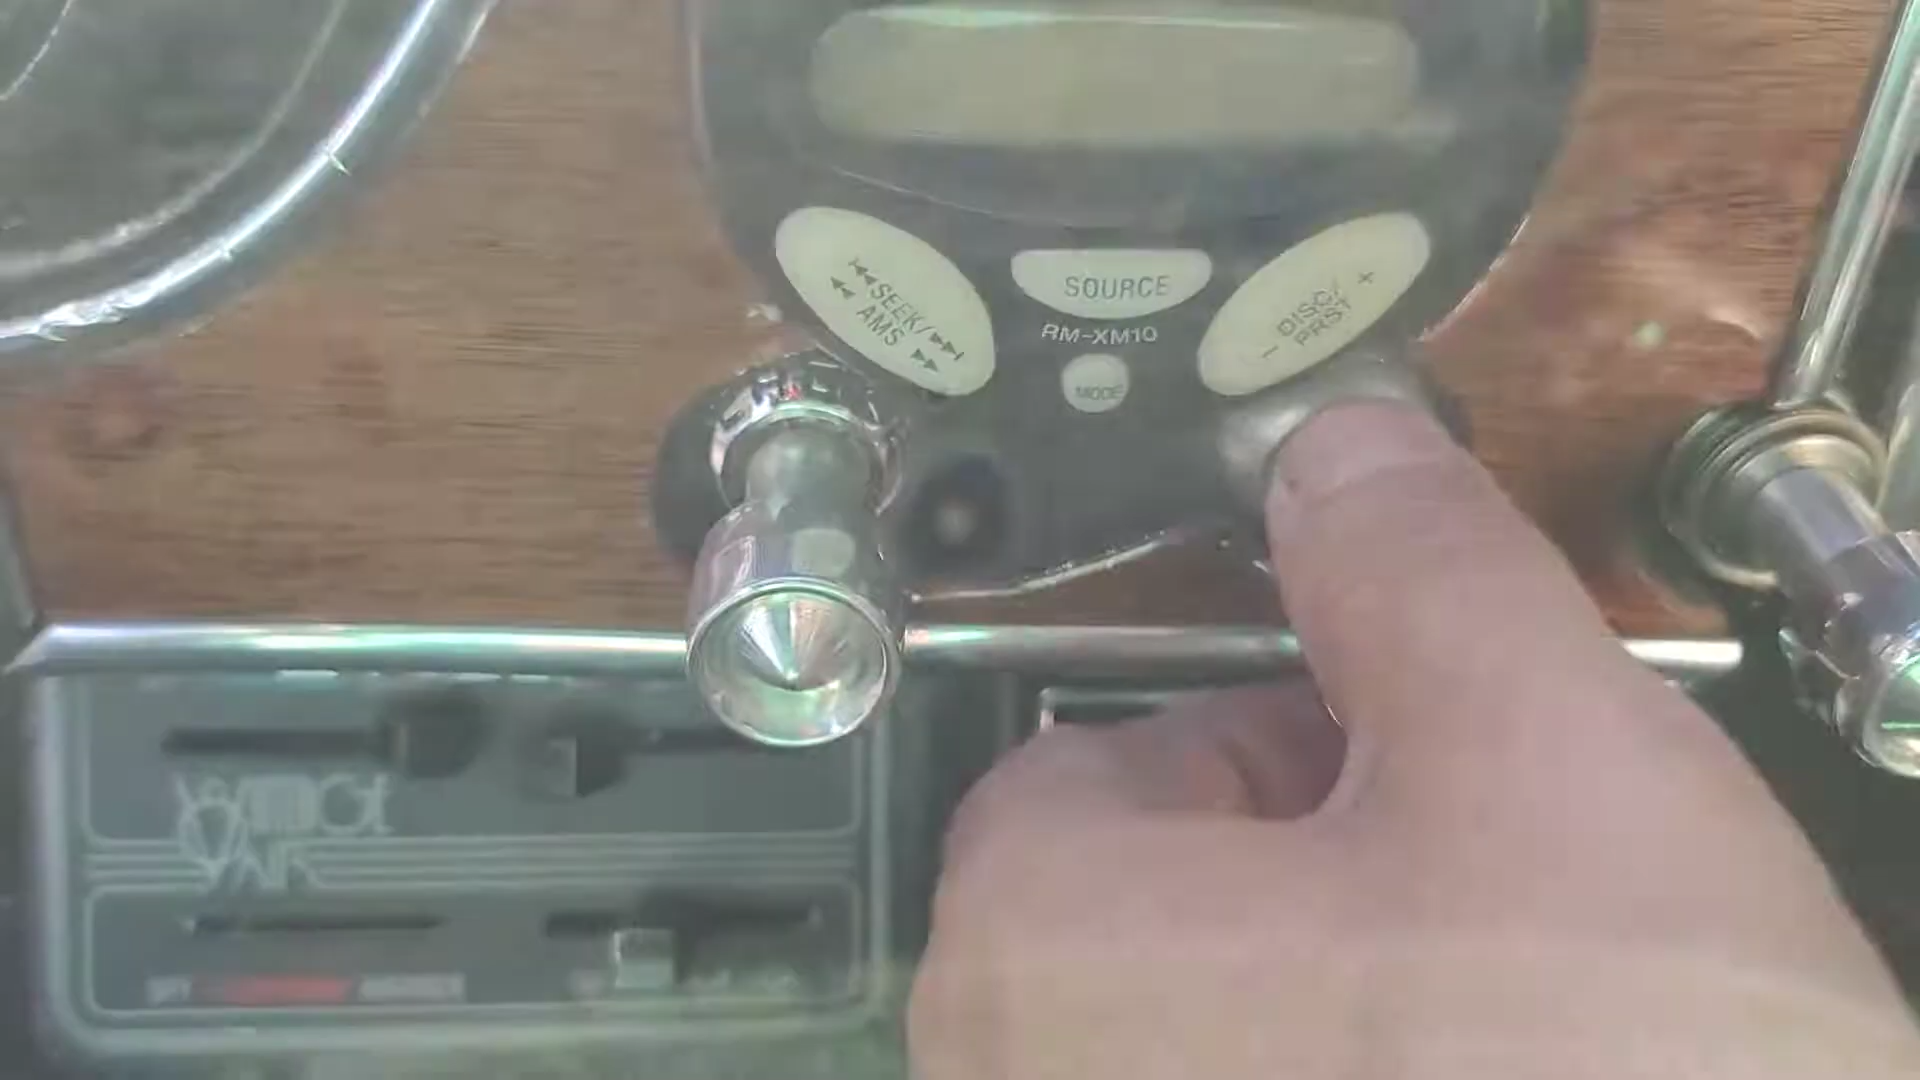 SEEK/
AMS
SOURCE
RM-XM10
MODE
- DISC/ +
PRST